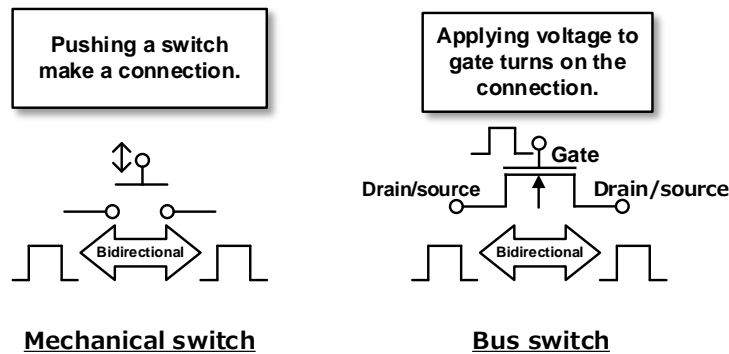 Pushing a switch
make a connection.
Applying voltage to
gate turns on the
connection.
Gate
Drain/source
Drain/source
Bidirectional
Bidirectional
Mechanical switch
Bus switch